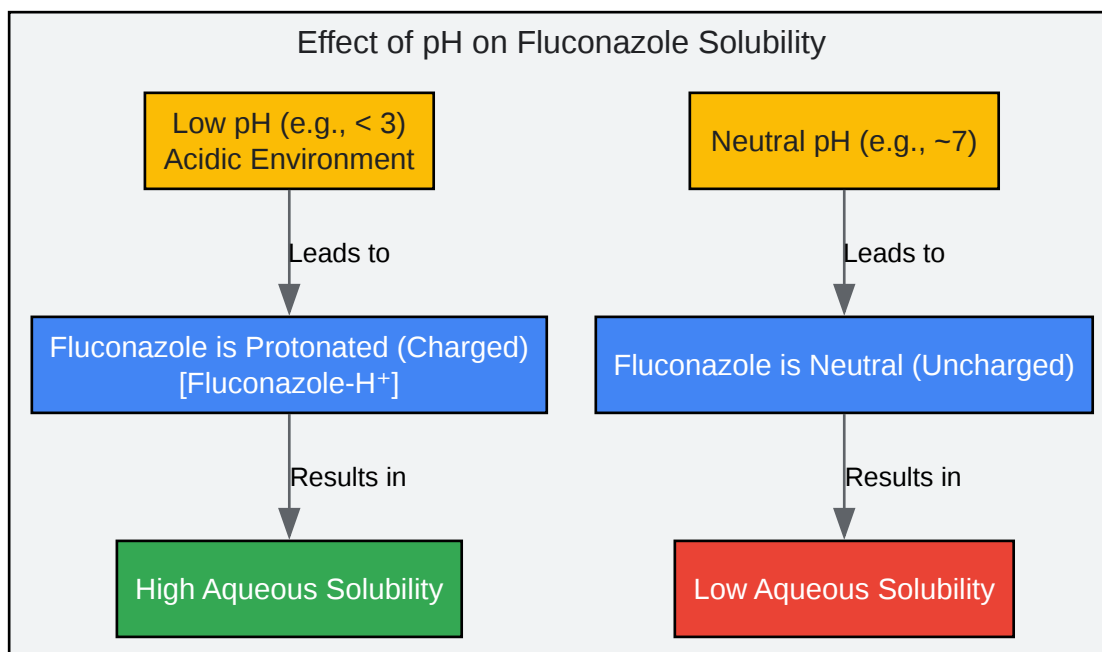 Effect of pH on Fluconazole Solubility
Low pH (e.g., < 3)
Acidic Environment
Leads to
Fluconazole is Protonated (Charged)
[Fluconazole-H⁺]
Results in
High Aqueous Solubility
Neutral pH (e.g., ~7)
Leads to
Fluconazole is Neutral (Uncharged)
Results in
Low Aqueous Solubility